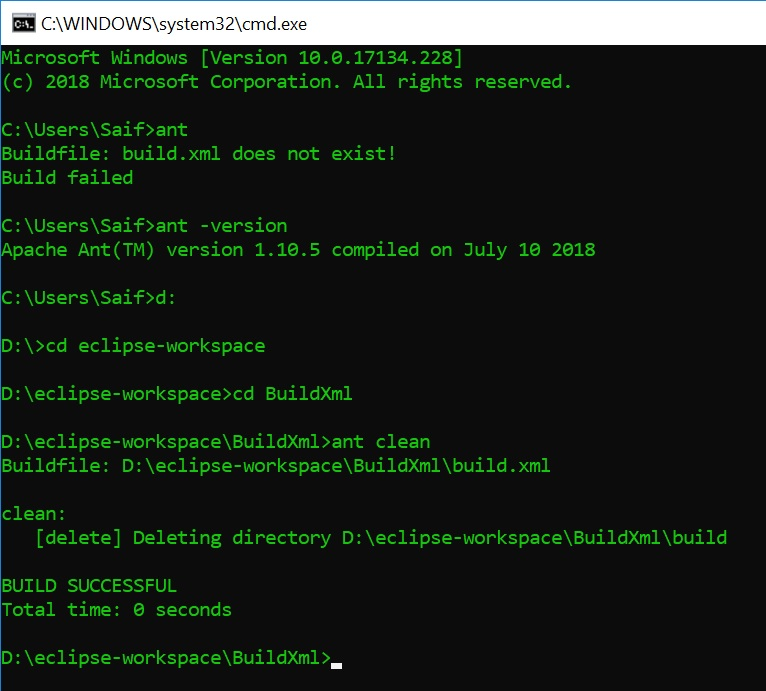 C:\WINDOWS\system32\cmd.exe
Microsoft Windows [Version 10.0.17134.228]
(c) 2018 Microsoft Corporation. All rights reserved.
C:\Users\Saif>ant
Buildfile: build.xml does not exist!
Build failed
C:\Users\Saif>ant -version
Apache Ant(TM) version 1.10.5 compiled on July 10 2018
C:\Users\Saif>d:
D:\>cd eclipse-workspace
D:\eclipse-workspace>cd BuildXml
D:\eclipse-workspace\BuildXml>ant clean
Buildfile: D:\eclipse-workspace\BuildXml\build.xml
clean:
[delete] Deleting directory D:\eclipse-workspace\BuildXml\build
BUILD SUCCESSFUL
Total time: 0 seconds
D:\eclipse-workspace\BuildXml>